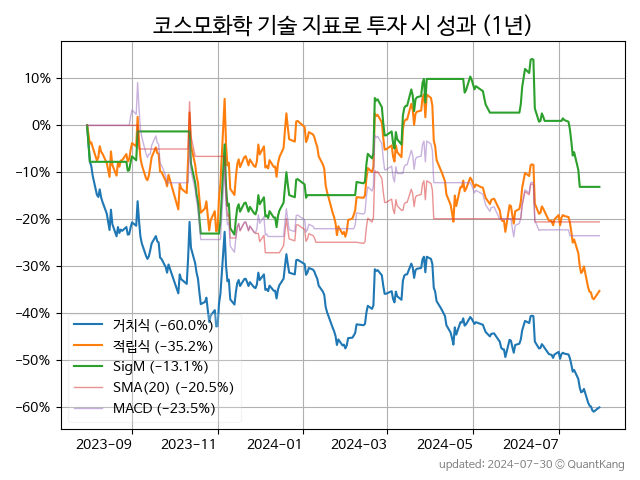 코스모화학 기술 지표로 투자 시 성과 (1년)
10%
0%
−10%
−20%
−30%
−40%
−50%
−60%
거치식 (−60.0%)
적립식 (−35.2%)
SigM (−13.1%)
SMA(20) (−20.5%)
MACD (−23.5%)
2023-09 2023-11 2024-01 2024-03 2024-05 2024-07
updated: 2024-07-30 © QuantKang